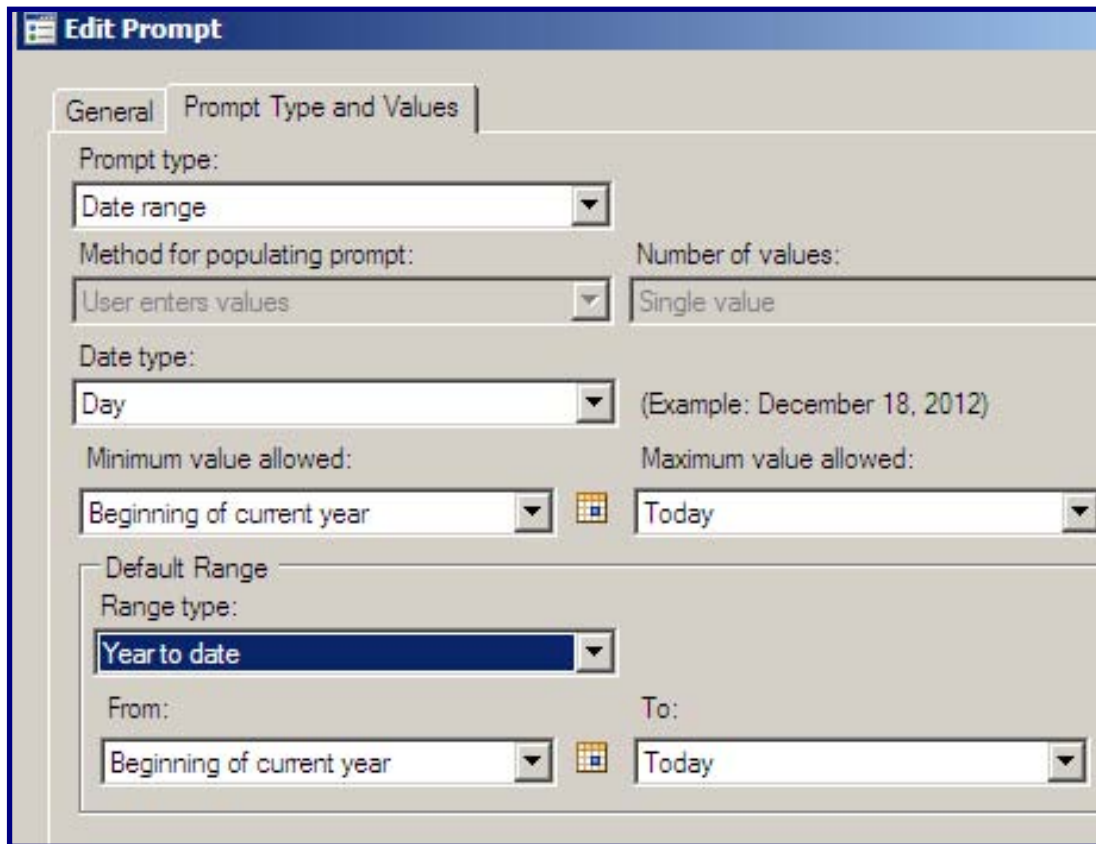 Edit Prompt
General Prompt Type and Values
Prompt type:
Date range
Method for populating prompt: Number of values:
User enters values Single value
Date type:
Day (Example: December 18, 2012)
Minimum value allowed: Maximum value allowed:
Beginning of current year Today
Default Range
Range type:
Year to date
From: To:
Beginning of current year Today